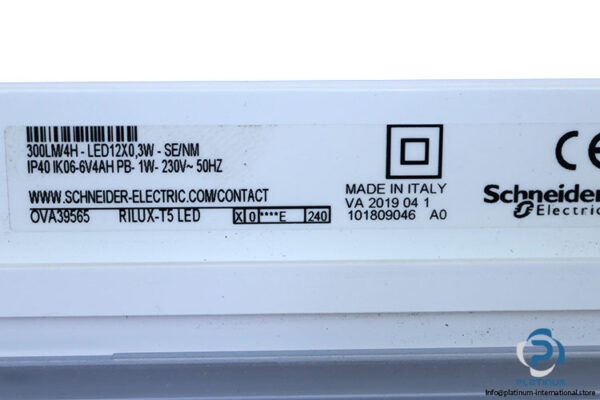 300LM/4H - LED12X0,3W - SE/NM
IP40 IK06-6V4AH PB- 1W- 230V~ 50HZ
WWW.SCHNEIDER-ELECTRIC.COM/CONTACT
OVA39565 RILUX-T5 LED X 0 ****E 240
MADE IN ITALY
VA 2019 04 1
101809046 A0
CE
Schneider
Electric
PLATINUM
info@platinum-international.store